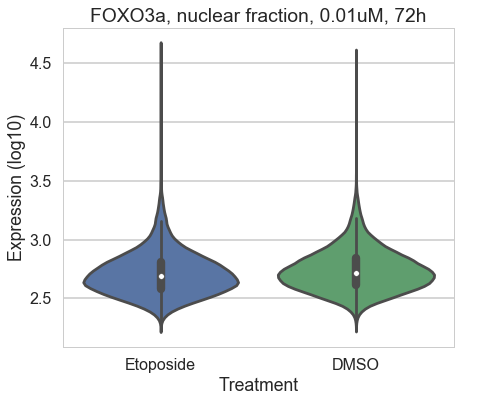 FOXO3a, nuclear fraction, 0.01uM, 72h
Expression (log10)
4.5
4.0
3.5
3.0
2.5
Etoposide DMSO
Treatment